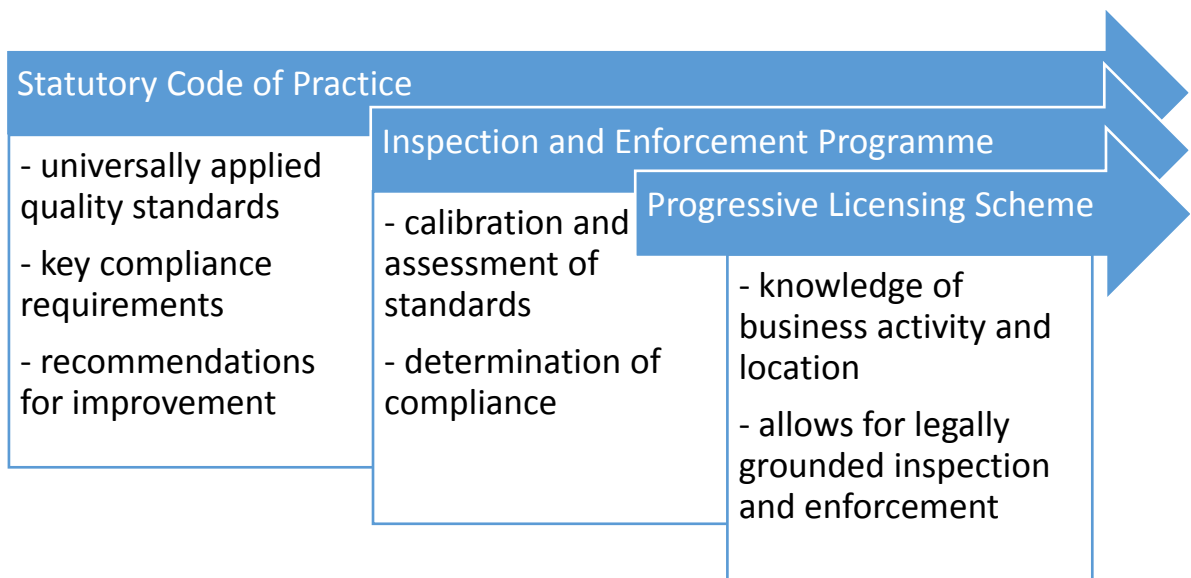 Statutory Code of Practice
- universally applied
quality standards
- key compliance
requirements
- recommendations
for improvement
Inspection and Enforcement Programme
- calibration and
assessment of
standards
- determination of
compliance
Progressive Licensing Scheme
- knowledge of
business activity and
location
- allows for legally
grounded inspection
and enforcement